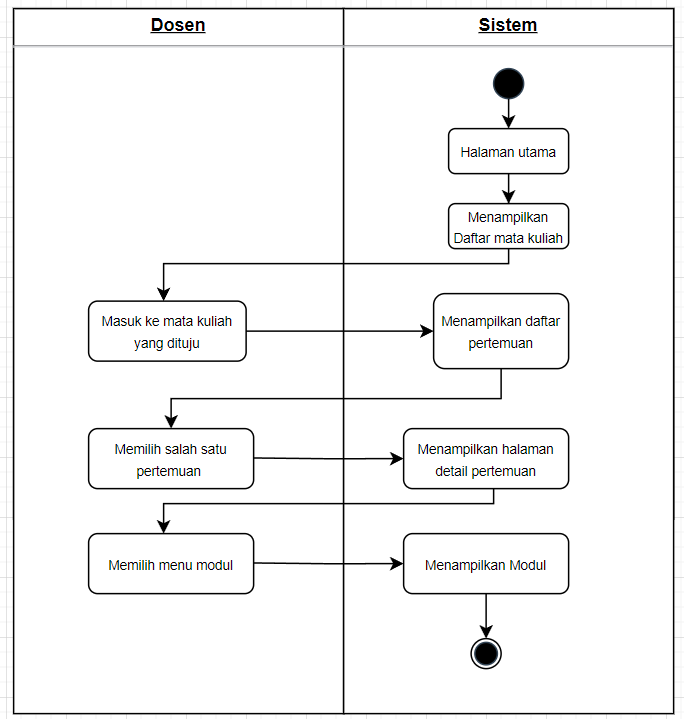 Dosen
Sistem
Halaman utama
Menampilkan
Daftar mata kuliah
Masuk ke mata kuliah
yang dituju
Menampilkan daftar
pertemuan
Memilih salah satu
pertemuan
Menampilkan halaman
detail pertemuan
Memilih menu modul
Menampilkan Modul